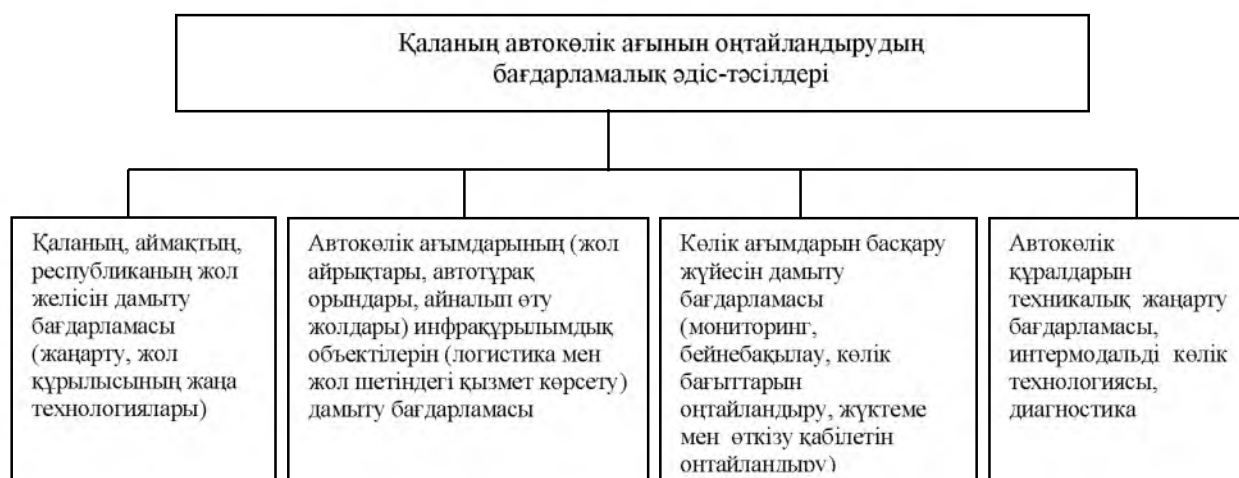 Қаланың автокөлік ағынын оңтайландырудың
бағдарламалық әдіс-тәсілдері
Қаланың, аймақтың,
республиканың жол
желісін дамыту
бағдарламасы
(жаңарту, жол
құрылысының жаңа
технологиялары)
Автокөлік ағымдарының (жол
айрықтары, автотұрақ
орындары, айналып өту
жолдары) инфрақұрылымдық
объектілерін (логистика мен
жол шетіндегі қызмет көрсету)
дамыту бағдарламасы
Көлік ағымдарын басқару
жүйесін дамыту
бағдарламасы
(мониторинг,
бейнебақылау, көлік
бағыттарын
оңтайландыру, жүктеме
мен өткізу қабілетін
оңтайландыру)
Автокөлік
құралдарын
техникалық жаңарту
бағдарламасы,
интермодальді көлік
технологиясы,
диагностика